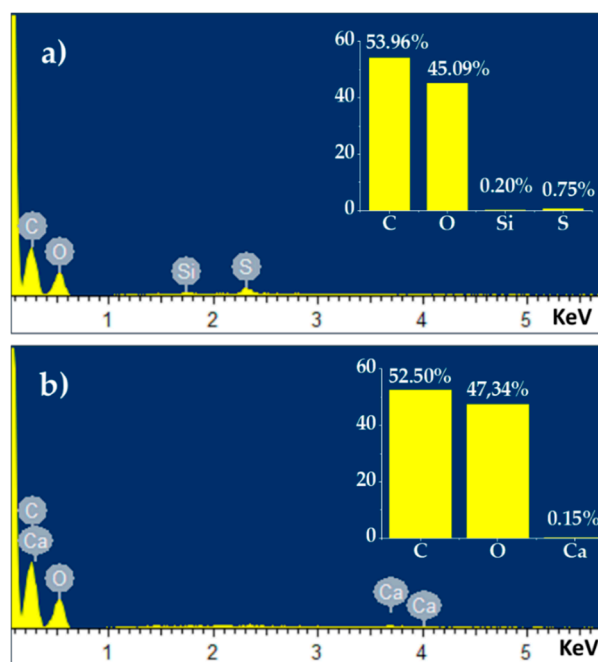 a)
60
53.96%
45.09%
40
20
0.20%
0.75%
0
C O Si S
C
O
Si
S
1 2 3 4 5 KeV
b)
60
52.50%
47,34%
40
20
0.15%
0
C O Ca
C
Ca
O
Ca
Ca
1 2 3 4 5 KeV